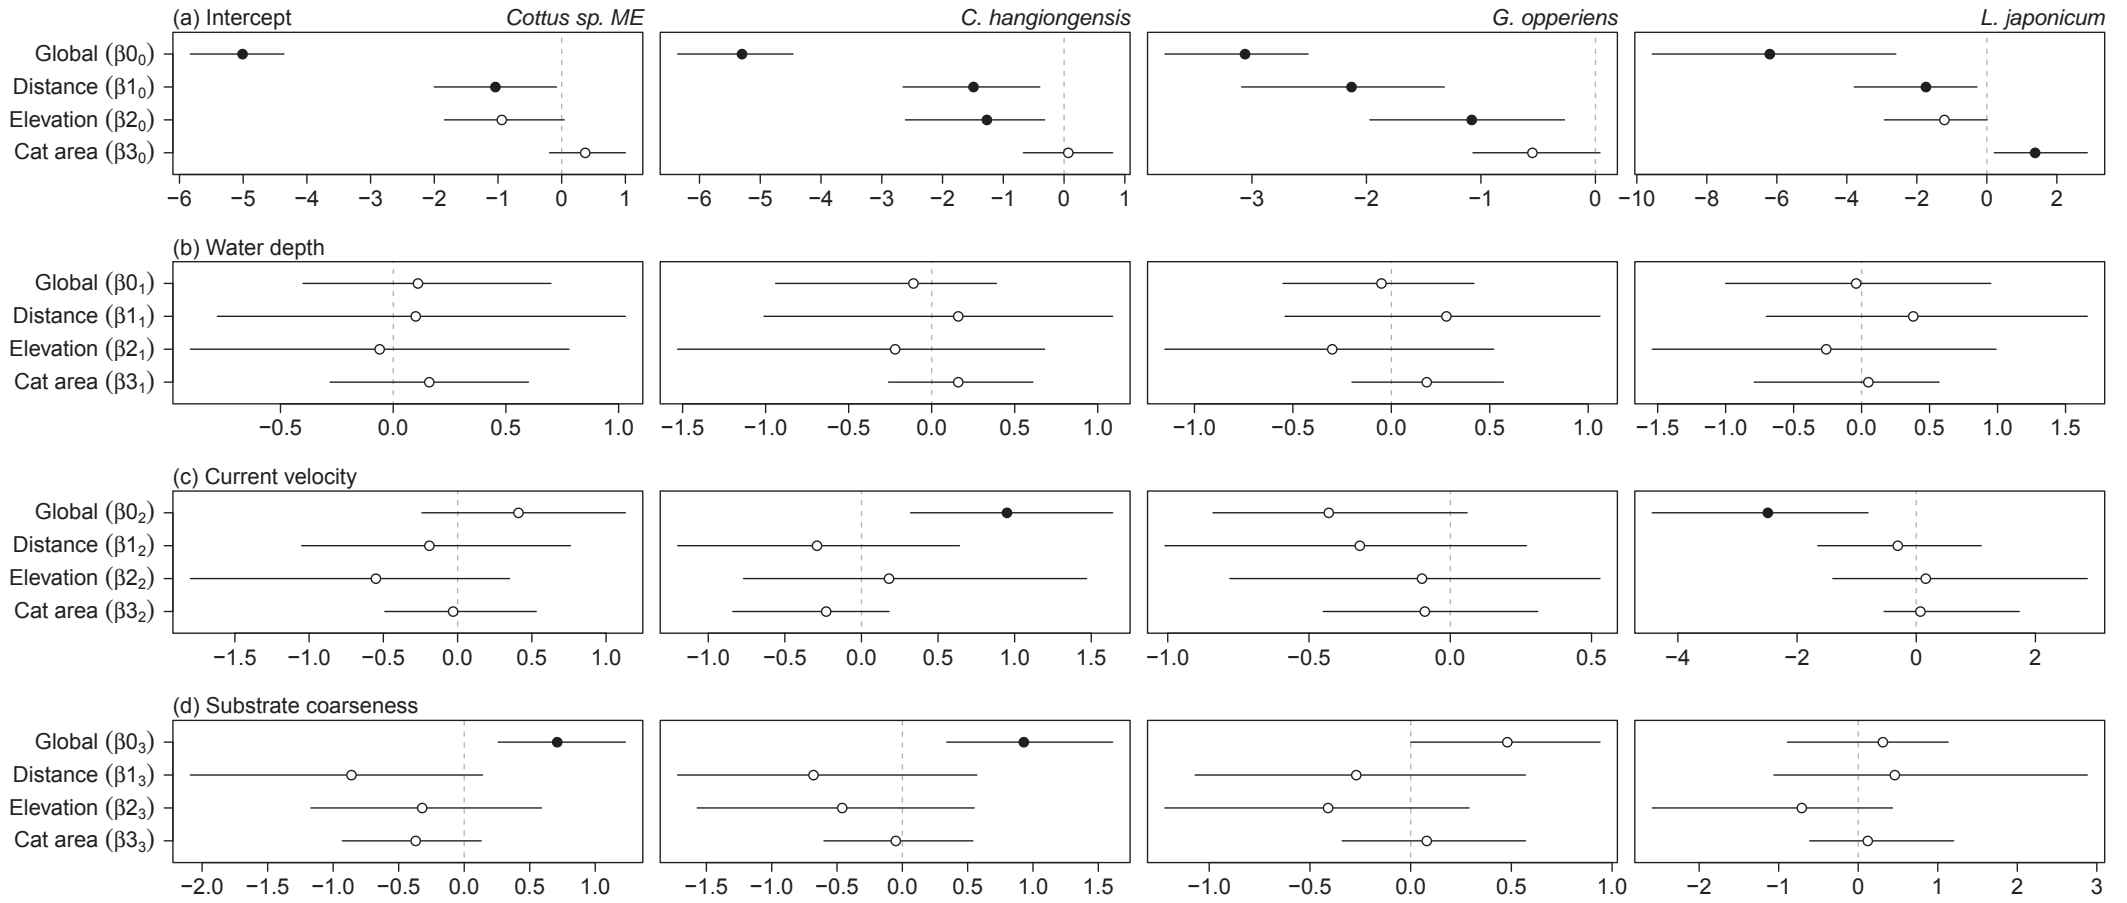 (a) Intercept Cottus sp. ME C. hangiongensis G. opperiens L. japonicum
Global (β0₀)
Distance (β1₀)
Elevation (β2₀)
Cat area (β3₀)
−6 −5 −4 −3 −2 −1 0 1 −6 −5 −4 −3 −2 −1 0 1 −3 −2 −1 0 −10 −8 −6 −4 −2 0 2
(b) Water depth
Global (β0₁)
Distance (β1₁)
Elevation (β2₁)
Cat area (β3₁)
−0.5 0.0 0.5 1.0 −1.5 −1.0 −0.5 0.0 0.5 1.0 −1.0 −0.5 0.0 0.5 1.0 −1.5 −1.0 −0.5 0.0 0.5 1.0 1.5
(c) Current velocity
Global (β0₂)
Distance (β1₂)
Elevation (β2₂)
Cat area (β3₂)
−1.5 −1.0 −0.5 0.0 0.5 1.0 −1.0 −0.5 0.0 0.5 1.0 1.5 −1.0 −0.5 0.0 0.5 −4 −2 0 2
(d) Substrate coarseness
Global (β0₃)
Distance (β1₃)
Elevation (β2₃)
Cat area (β3₃)
−2.0 −1.5 −1.0 −0.5 0.0 0.5 1.0 −1.5 −1.0 −0.5 0.0 0.5 1.0 1.5 −1.0 −0.5 0.0 0.5 1.0 −2 −1 0 1 2 3